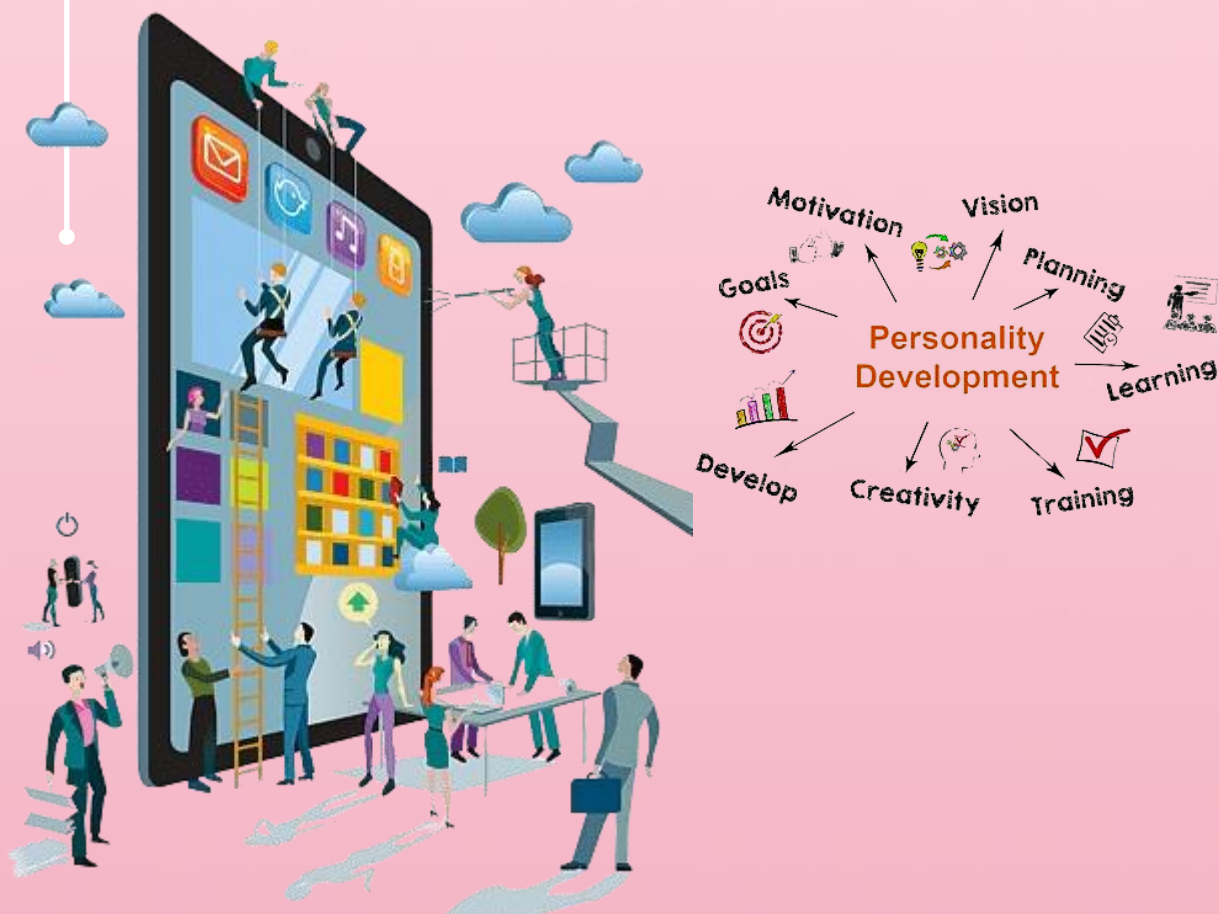 Motivation
Vision
Goals
Planning
Personality
Development
Learning
Develop
Creativity
Training